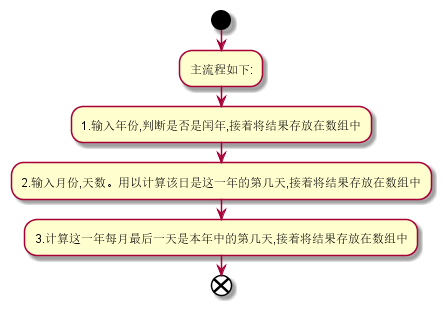 主流程如下:
1.输入年份,判断是否是闰年,接着将结果存放在数组中
2.输入月份,天数。用以计算该日是这一年的第几天,接着将结果存放在数组中
3.计算这一年每月最后一天是本年中的第几天,接着将结果存放在数组中